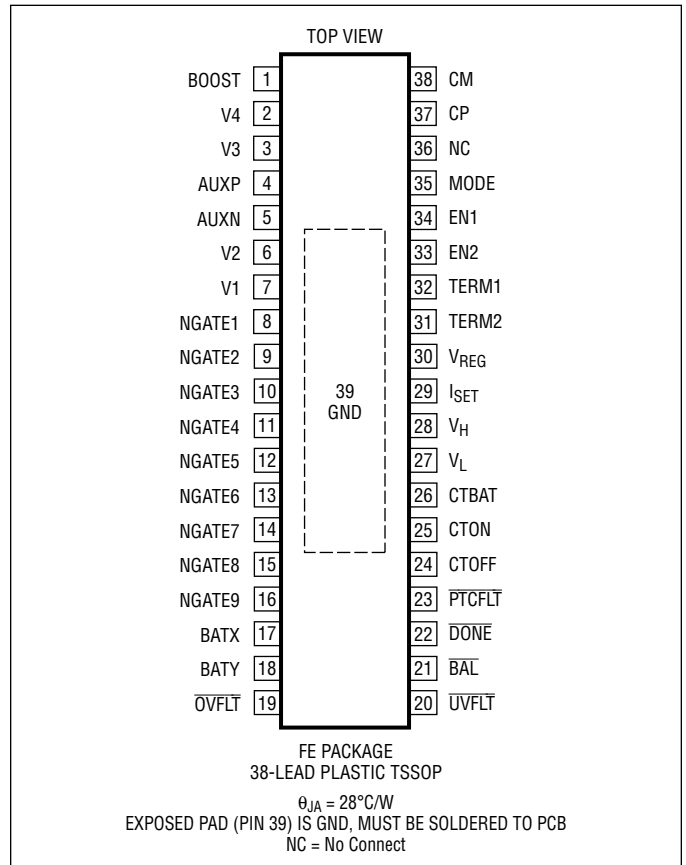 TOP VIEW
BOOST 1 38 CM
V4 2 37 CP
V3 3 36 NC
AUXP 4 35 MODE
AUXN 5 34 EN1
V2 6 33 EN2
V1 7 32 TERM1
NGATE1 8 31 TERM2
NGATE2 9 30 VREG
NGATE3 10 39 29 ISET
GND
NGATE4 11 28 VH
NGATE5 12 27 VL
NGATE6 13 26 CTBAT
NGATE7 14 25 CTON
NGATE8 15 24 CTOFF
NGATE9 16 23 PTCFLT
BATX 17 22 DONE
BATY 18 21 BAL
OVFLT 19 20 UVFLT
FE PACKAGE
38-LEAD PLASTIC TSSOP
θJA = 28°C/W
EXPOSED PAD (PIN 39) IS GND, MUST BE SOLDERED TO PCB
NC = No Connect